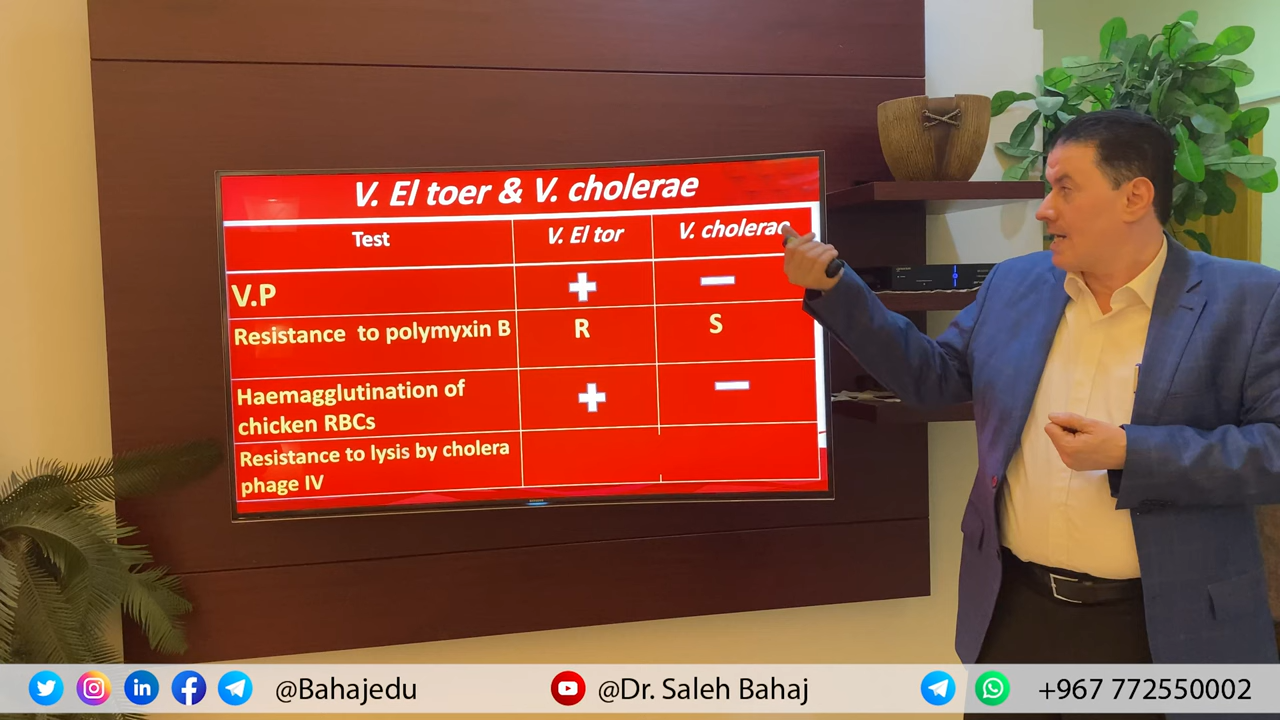 V. El toer & V. cholerae
Test V. El tor V. cholerae
V.P + −
Resistance to polymyxin B R S
Haemagglutination of
chicken RBCs + −
Resistance to lysis by cholera
phage IV
@Bahajedu @Dr. Saleh Bahaj +967 772550002